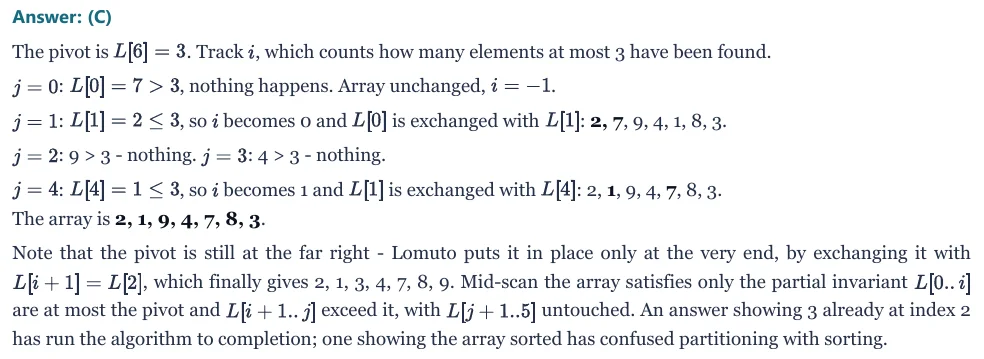 Answer: (C)
The pivot is L[6] = 3. Track i, which counts how many elements at most 3 have been found.
j = 0: L[0] = 7 > 3, nothing happens. Array unchanged, i = −1.
j = 1: L[1] = 2 ≤ 3, so i becomes 0 and L[0] is exchanged with L[1]: 2, 7, 9, 4, 1, 8, 3.
j = 2: 9 > 3 - nothing. j = 3: 4 > 3 - nothing.
j = 4: L[4] = 1 ≤ 3, so i becomes 1 and L[1] is exchanged with L[4]: 2, 1, 9, 4, 7, 8, 3.
The array is 2, 1, 9, 4, 7, 8, 3.
Note that the pivot is still at the far right - Lomuto puts it in place only at the very end, by exchanging it with
L[i + 1] = L[2], which finally gives 2, 1, 3, 4, 7, 8, 9. Mid-scan the array satisfies only the partial invariant L[0..i]
are at most the pivot and L[i + 1..j] exceed it, with L[j + 1..5] untouched. An answer showing 3 already at index 2
has run the algorithm to completion; one showing the array sorted has confused partitioning with sorting.